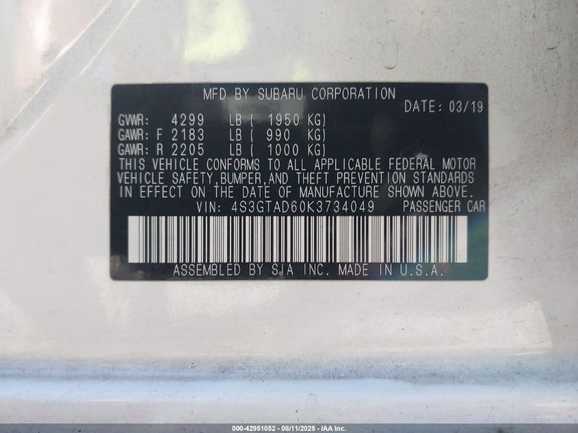 MFD BY SUBARU CORPORATION
DATE: 03/19
GVWR: 4299 LB ( 1950 KG)
GAWR: F 2183 LB ( 990 KG)
GAWR: R 2205 LB ( 1000 KG)
THIS VEHICLE CONFORMS TO ALL APPLICABLE FEDERAL MOTOR
VEHICLE SAFETY,BUMPER,AND THEFT PREVENTION STANDARDS
IN EFFECT ON THE DATE OF MANUFACTURE SHOWN ABOVE.
VIN: 4S3GTAD60K3734049 PASSENGER CAR
ASSEMBLED BY SIA INC. MADE IN U.S.A.
000-42951052 - 08/11/2025 - IAA Inc.